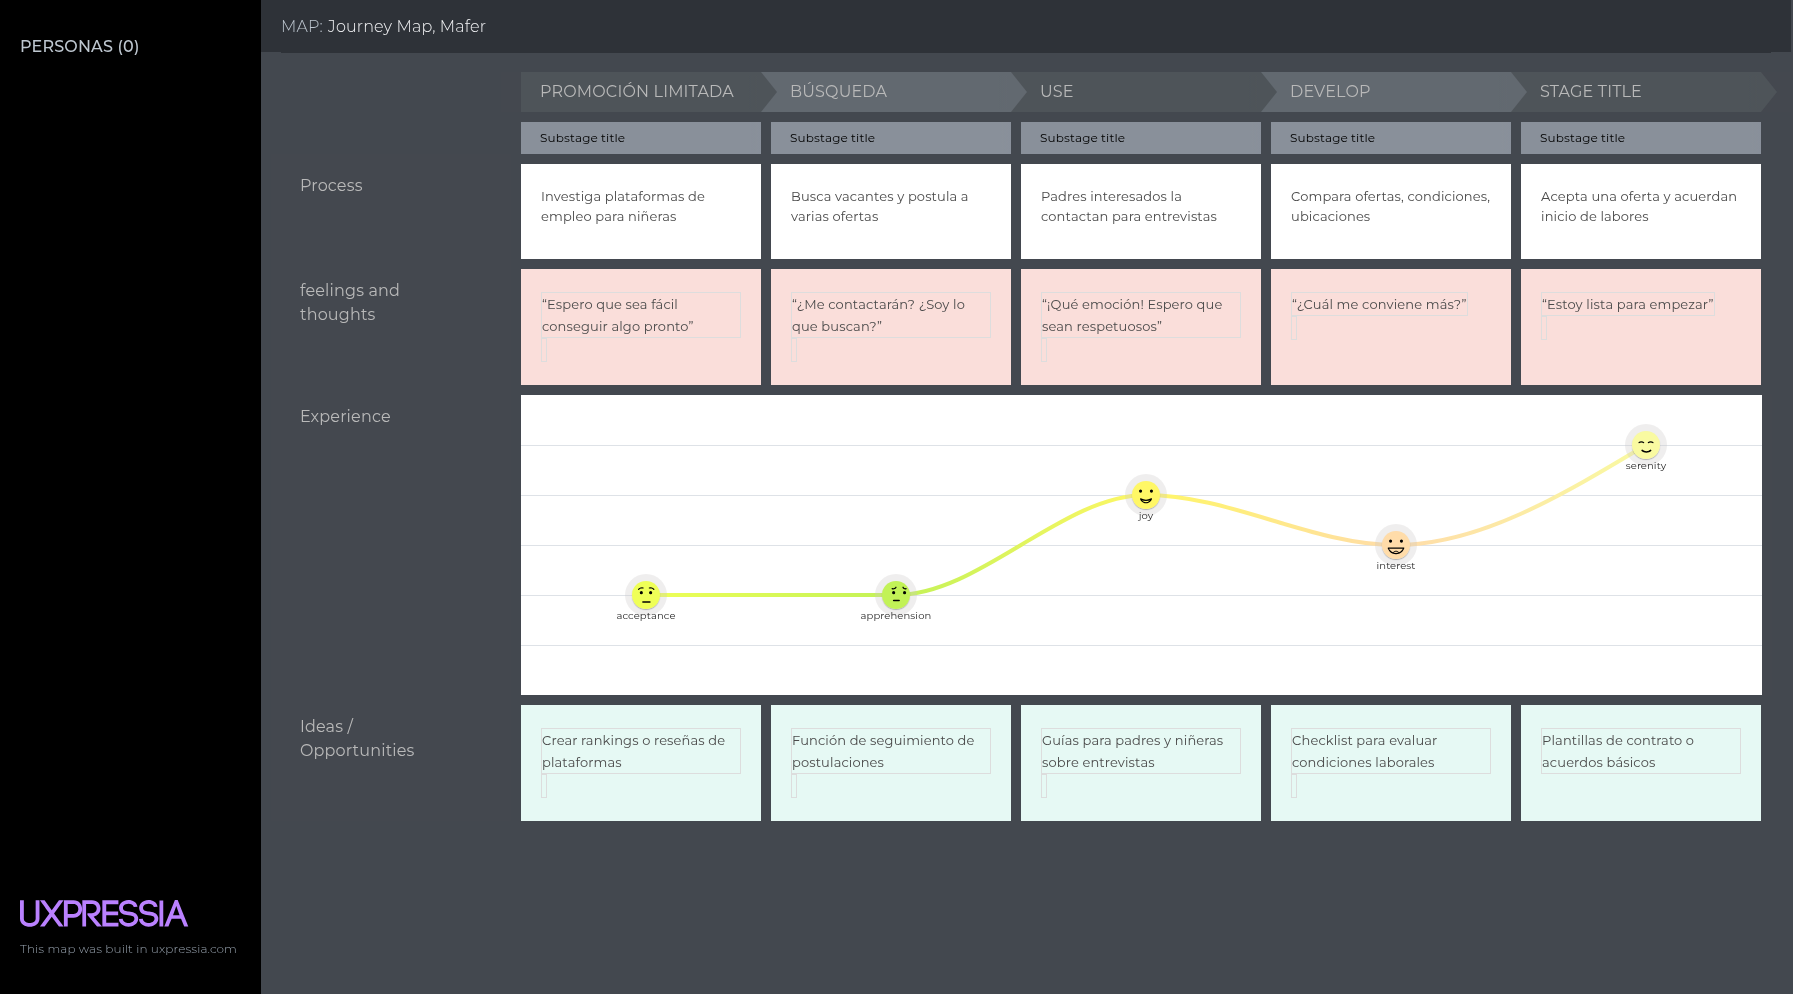 PERSONAS (0)
MAP: Journey Map, Mafer
PROMOCIÓN LIMITADA
BÚSQUEDA
USE
DEVELOP
STAGE TITLE
Substage title
Substage title
Substage title
Substage title
Substage title
Process
Investiga plataformas de
empleo para niñeras
Busca vacantes y postula a
varias ofertas
Padres interesados la
contactan para entrevistas
Compara ofertas, condiciones,
ubicaciones
Acepta una oferta y acuerdan
inicio de labores
feelings and
thoughts
“Espero que sea fácil
conseguir algo pronto”
“¿Me contactarán? ¿Soy lo
que buscan?”
“¡Qué emoción! Espero que
sean respetuosos”
“¿Cuál me conviene más?”
“Estoy lista para empezar”
Experience
acceptance
apprehension
joy
interest
serenity
Ideas /
Opportunities
Crear rankings o reseñas de
plataformas
Función de seguimiento de
postulaciones
Guías para padres y niñeras
sobre entrevistas
Checklist para evaluar
condiciones laborales
Plantillas de contrato o
acuerdos básicos
UXPRESSIA
This map was built in uxpressia.com